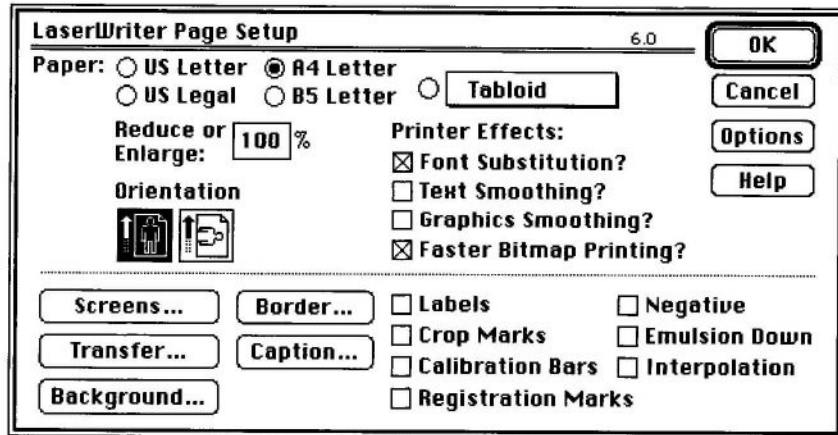 LaserWriter Page Setup 6.0 OK
Paper: US Letter A4 Letter
US Legal B5 Letter Tabloid Cancel
Reduce or Enlarge: 100 % Printer Effects: Options
Font Substitution?
Text Smoothing? Help
Orientation
Graphics Smoothing?
Faster Bitmap Printing?
Screens... Border... Labels Negative
Transfer... Caption... Crop Marks Emulsion Down
Calibration Bars Interpolation
Background... Registration Marks